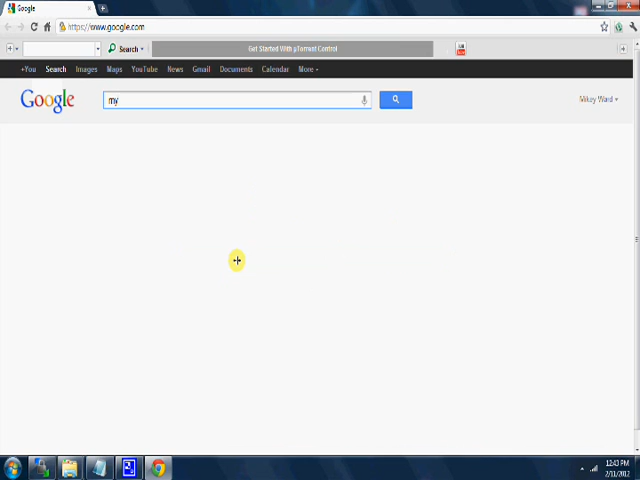 Google
https://www.google.com
Search
Get Started With µTorrent Control
+You Search Images Maps YouTube News Gmail Documents Calendar More
Google
my
Mikey Ward
12:43 PM
2/11/2012